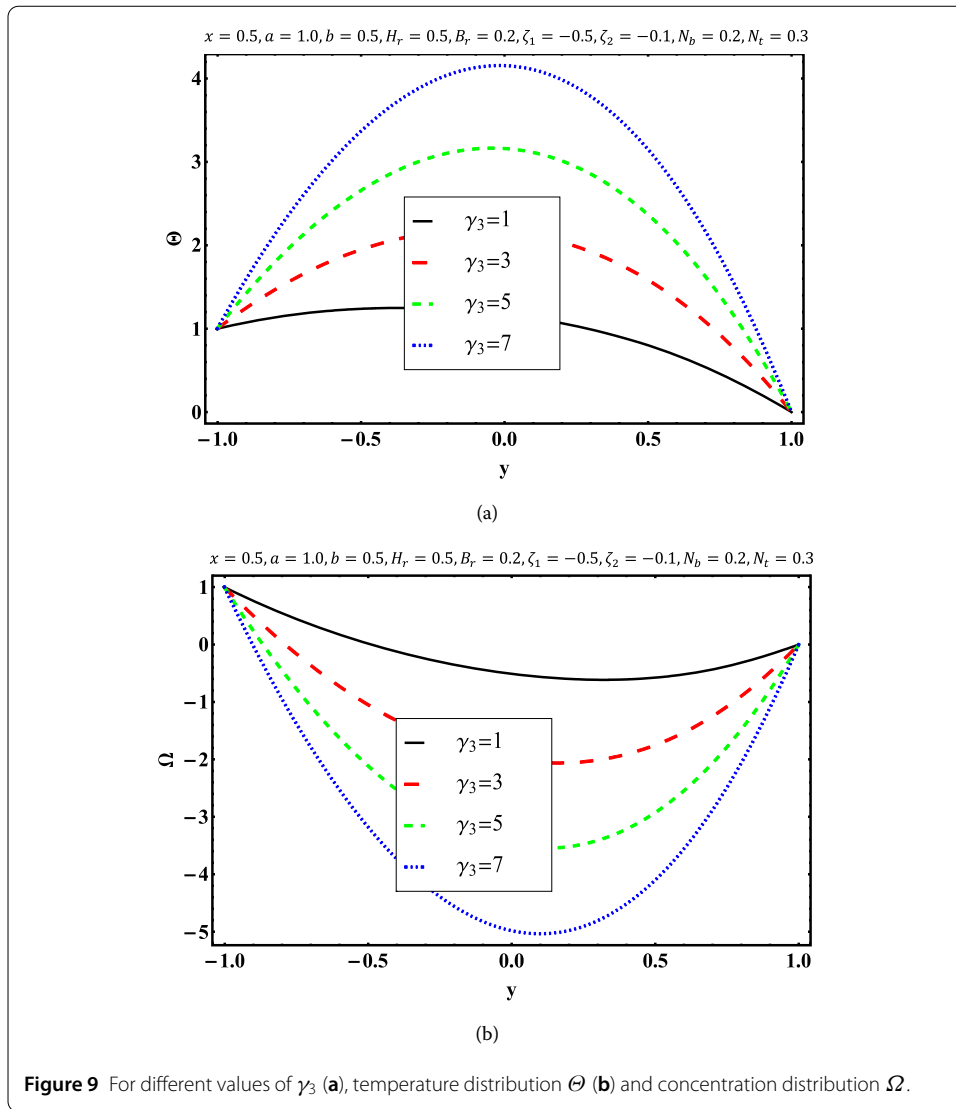 x = 0.5, a = 1.0, b = 0.5, H_r = 0.5, B_r = 0.2, ζ_1 = −0.5, ζ_2 = −0.1, N_b = 0.2, N_t = 0.3
4
3
2
1
0
Θ
γ_3=1
γ_3=3
γ_3=5
γ_3=7
−1.0 −0.5 0.0 0.5 1.0
y
(a)
x = 0.5, a = 1.0, b = 0.5, H_r = 0.5, B_r = 0.2, ζ_1 = −0.5, ζ_2 = −0.1, N_b = 0.2, N_t = 0.3
1
0
−1
−2
−3
−4
−5
Ω
γ_3=1
γ_3=3
γ_3=5
γ_3=7
−1.0 −0.5 0.0 0.5 1.0
y
(b)
Figure 9 For different values of γ_3 (a), temperature distribution Θ (b) and concentration distribution Ω.